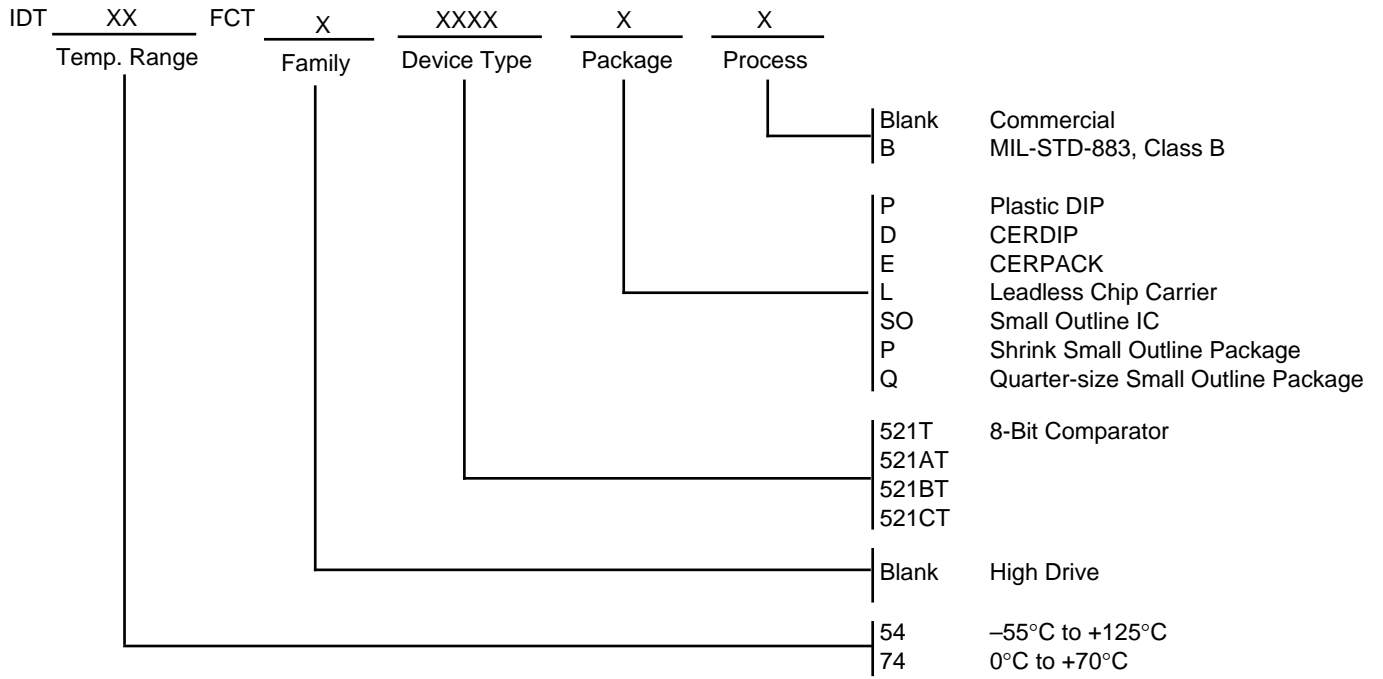 IDT XX FCT X XXXX X X
Temp. Range Family Device Type Package Process
Blank Commercial
B MIL-STD-883, Class B
P Plastic DIP
D CERDIP
E CERPACK
L Leadless Chip Carrier
SO Small Outline IC
P Shrink Small Outline Package
Q Quarter-size Small Outline Package
521T 8-Bit Comparator
521AT
521BT
521CT
Blank High Drive
54 –55°C to +125°C
74 0°C to +70°C